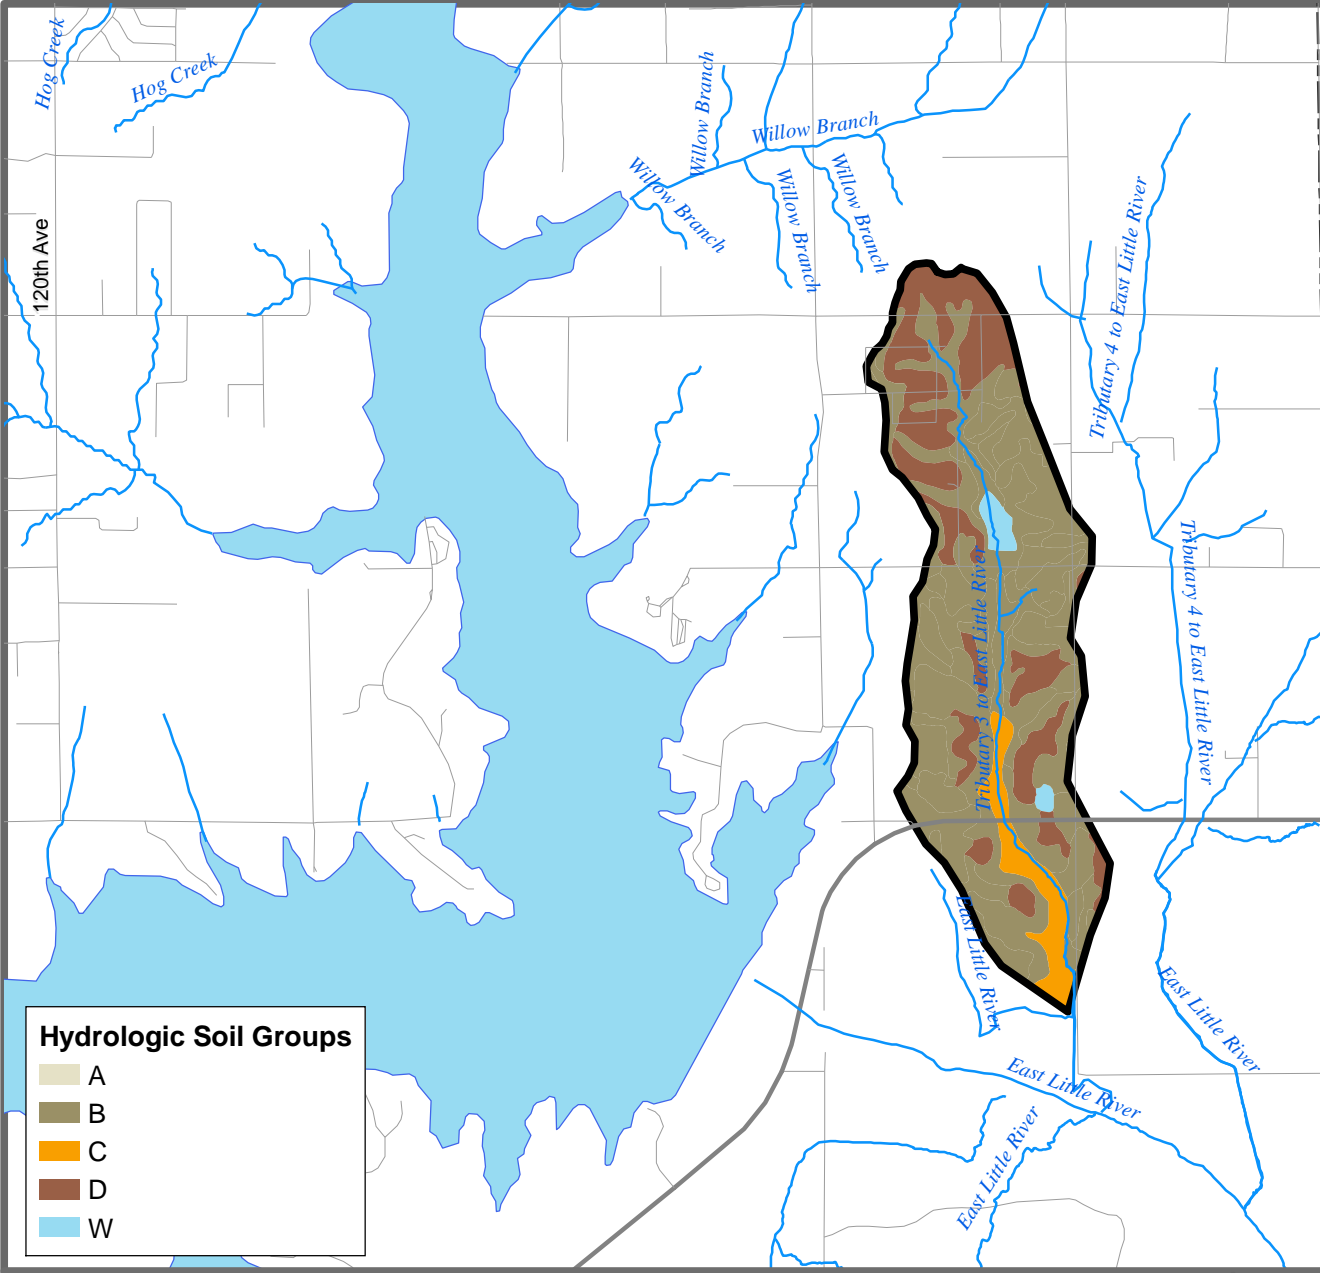 Hog Creek
Hog Creek
Willow Branch
Willow Branch
Willow Branch
Willow Branch
Willow Branch
120th Ave
Tributary 4 to East Little River
Tributary 3 to East Little River
Tributary 4 to East Little River
East Little River
East Little River
East Little River
East Little River
Hydrologic Soil Groups
A
B
C
D
W